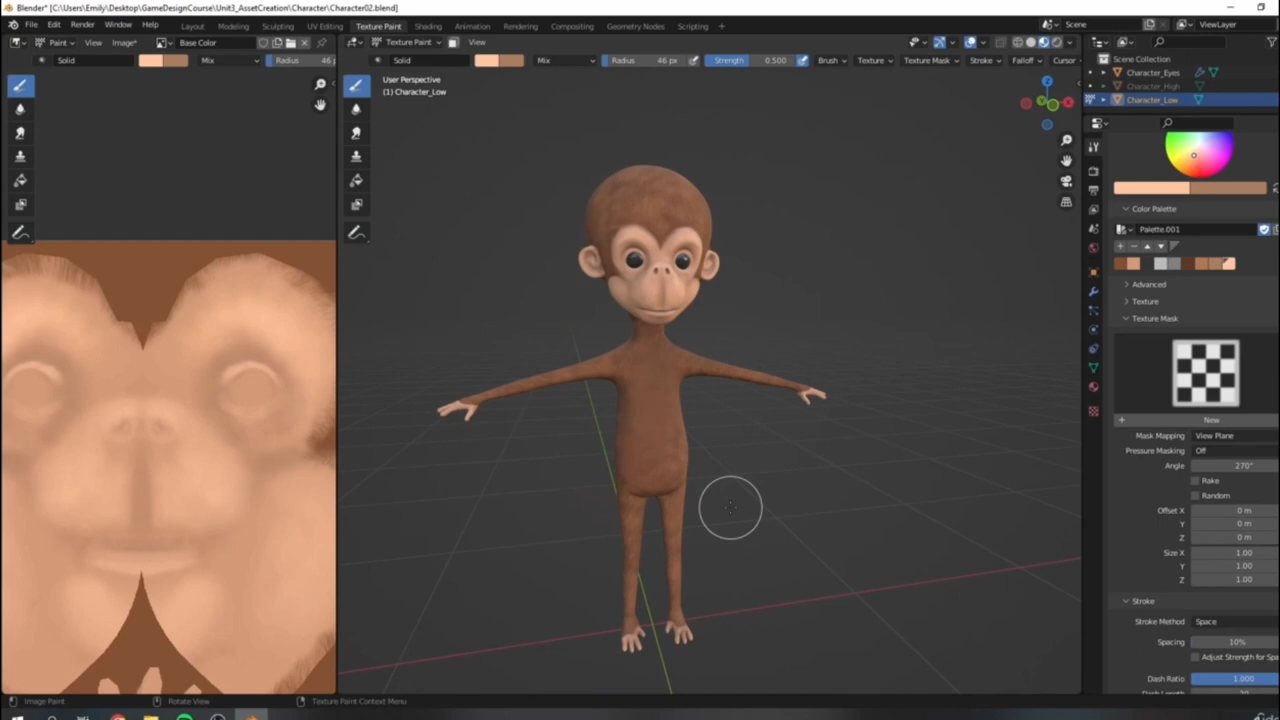 Blender* [C:\Users\Emily\Desktop\GameDesignCourse\Unit3_AssetCreation\Character\Character02.blend]
File Edit Render Window Help Layout Modeling Sculpting UV Editing Texture Paint Shading Animation Rendering Compositing Geometry Nodes Scripting + Scene ViewLayer
Paint View Image* Base Color Texture Paint View
Solid Mix Radius 46 p Solid Mix Radius 46 px Strength 0.500 Brush Texture Texture Mask Stroke Falloff Cursor
Scene Collection
Character_Eyes
Character_High
Character_Low
User Perspective
(1) Character_Low
Z
Color Palette
Palette.001
Advanced
Texture
Texture Mask
New
Mask Mapping View Plane
Pressure Masking Off
Angle 270°
Rake
Random
Offset X 0 m
Y 0 m
Z 0 m
Size X 1.00
Y 1.00
Z 1.00
Stroke
Stroke Method Space
Spacing 10%
Adjust Strength for Spa
Dash Ratio 1.000
Dash Length 20
Image Paint Rotate View Texture Paint Context Menu